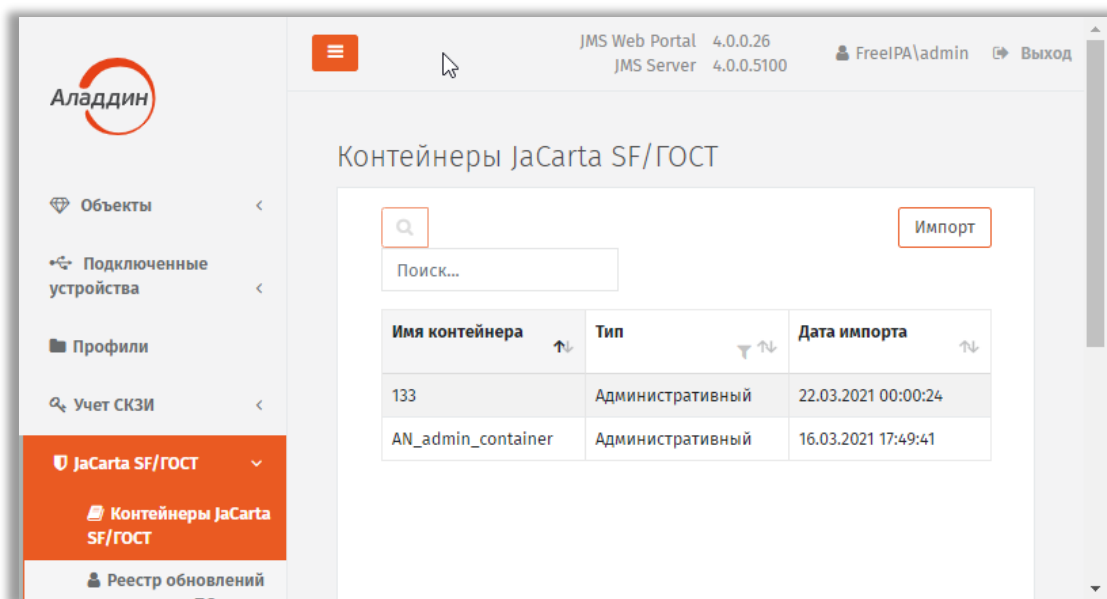 Аладдин
JMS Web Portal 4.0.0.26
JMS Server 4.0.0.5100
FreeIPA\admin
Выход
Объекты
Подключенные
устройства
Профили
Учет СКЗИ
JaCarta SF/ГОСТ
Контейнеры JaCarta
SF/ГОСТ
Реестр обновлений
Контейнеры JaCarta SF/ГОСТ
Импорт
Поиск...
Имя контейнера Тип Дата импорта
133 Административный 22.03.2021 00:00:24
AN_admin_container Административный 16.03.2021 17:49:41